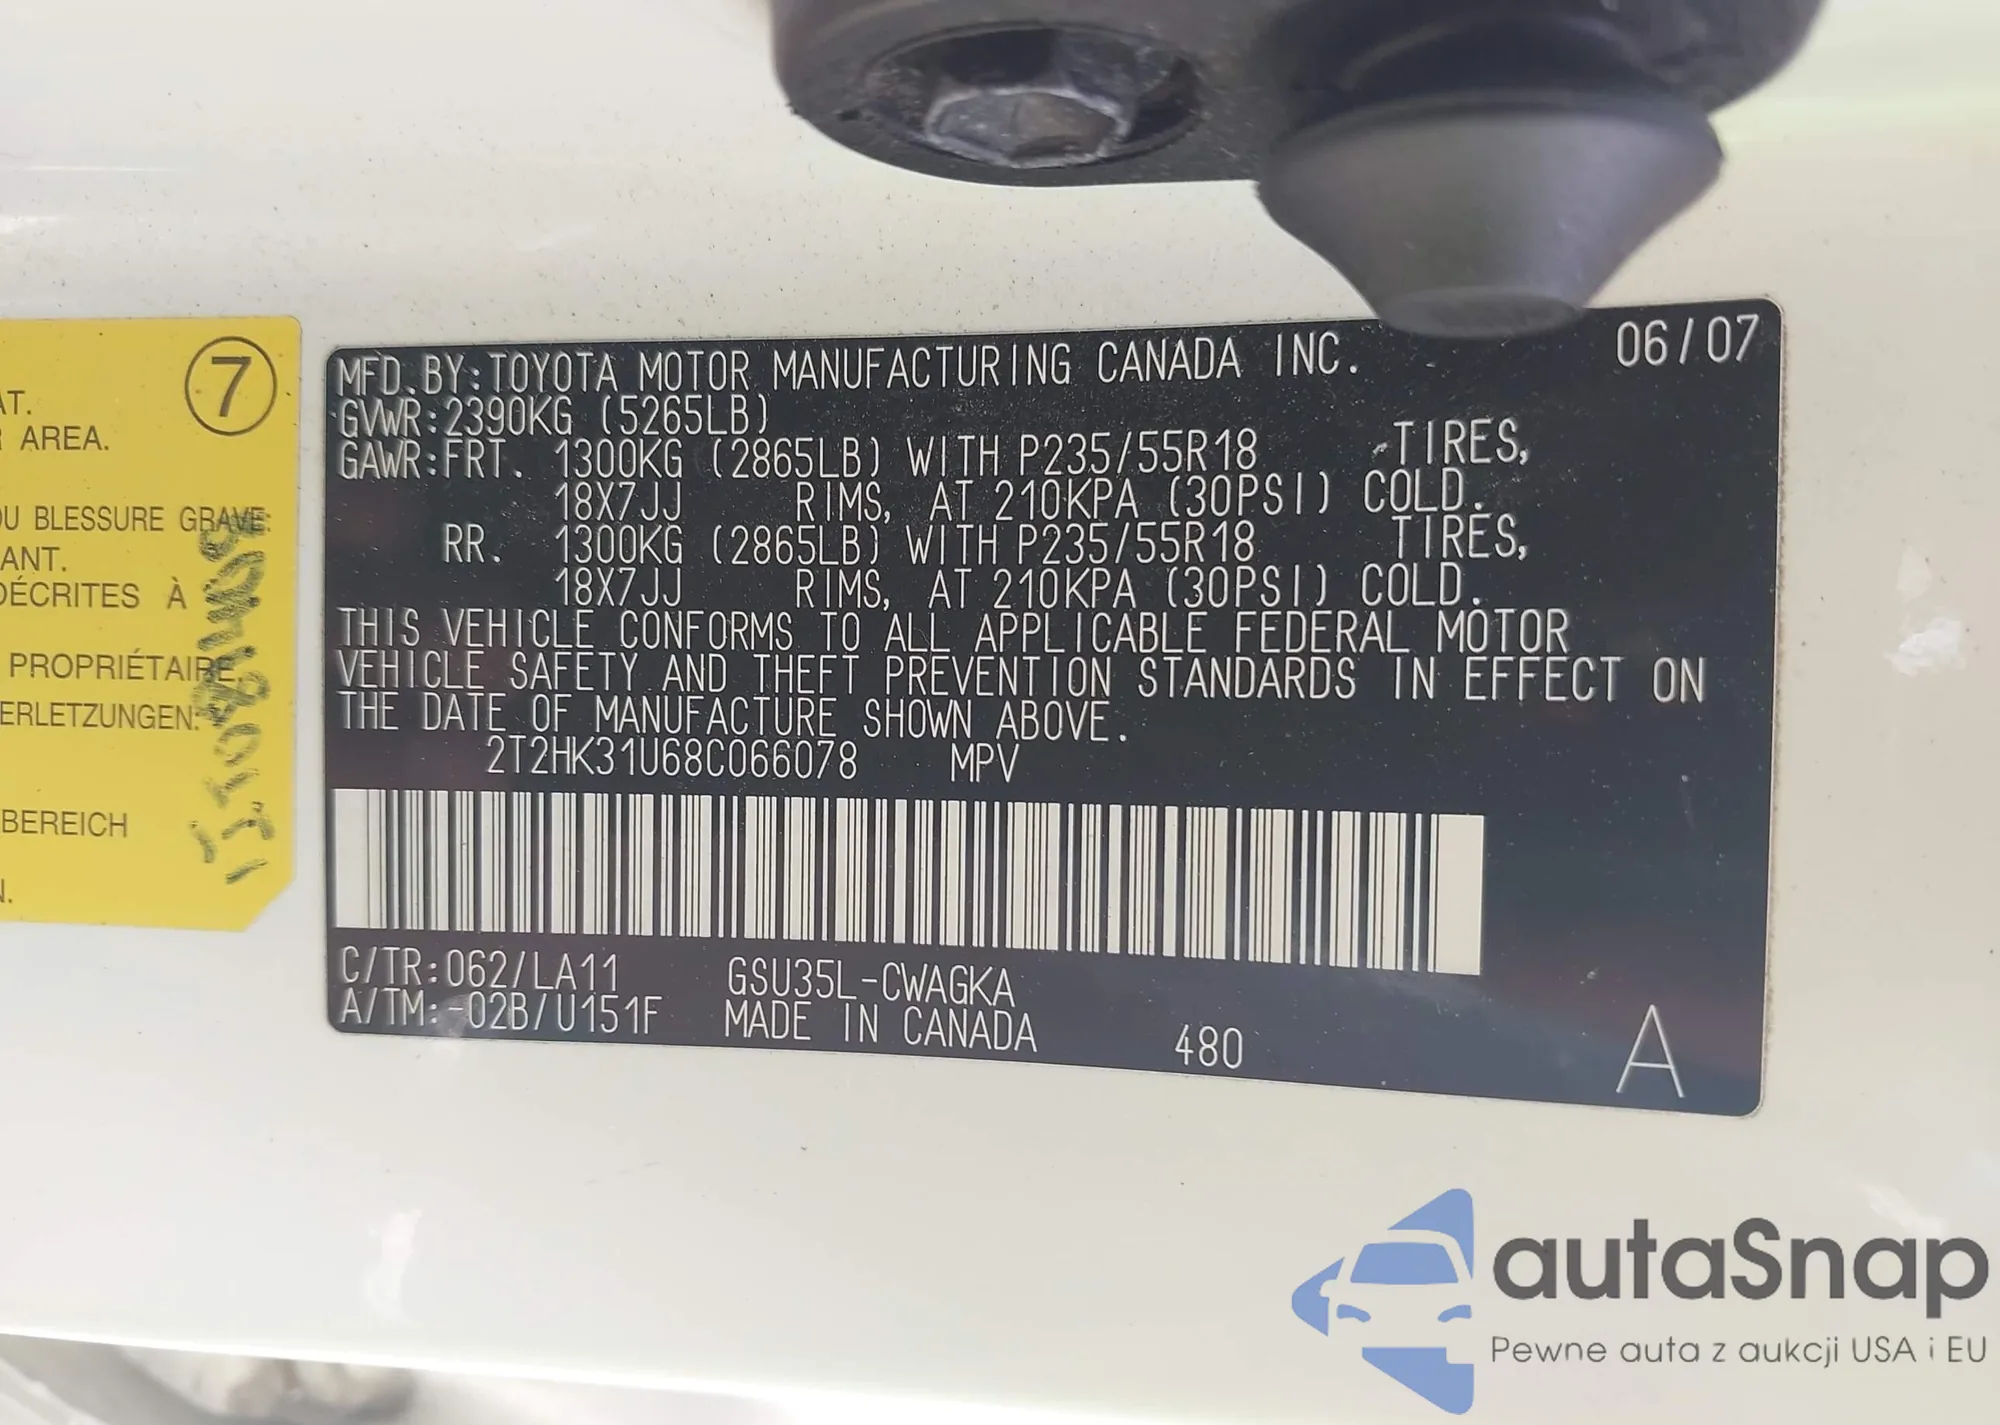 7
AT.
R AREA.
OU BLESSURE GRAVE:
ANT.
DÉCRITES À
PROPRIÉTAIRE.
ERLETZUNGEN:
BEREICH
N.
MFD. BY: TOYOTA MOTOR MANUFACTURING CANADA INC. 06/07
GVWR: 2390KG (5265LB)
GAWR: FRT. 1300KG (2865LB) WITH P235/55R18 TIRES,
18X7JJ RIMS, AT 210KPA (30PSI) COLD.
RR. 1300KG (2865LB) WITH P235/55R18 TIRES,
18X7JJ RIMS, AT 210KPA (30PSI) COLD.
THIS VEHICLE CONFORMS TO ALL APPLICABLE FEDERAL MOTOR
VEHICLE SAFETY AND THEFT PREVENTION STANDARDS IN EFFECT ON
THE DATE OF MANUFACTURE SHOWN ABOVE.
2T2HK31U68C066078 MPV
C/TR: 062/LA11 GSU35L-CWAGKA
A/TM: -02B/U151F MADE IN CANADA 480 A
autaSnap
Pewne auta z aukcji USA i EU